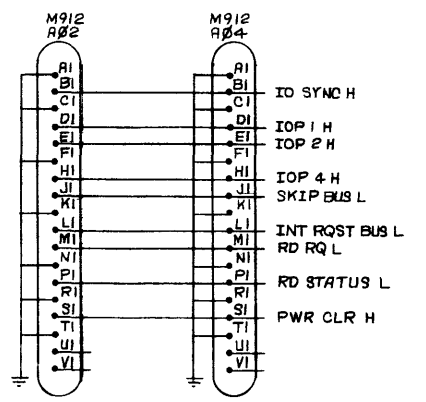 M912 M912
AØ2 AØ4
A1 A1
B1 B1 IO SYNC H
C1 C1
D1 D1 IOP 1 H
E1 E1 IOP 2 H
F1 F1
H1 H1 IOP 4 H
J1 J1 SKIP BUS L
K1 K1
L1 L1 INT RQST BUS L
M1 M1 RD RQ L
N1 N1
P1 P1 RD STATUS L
R1 R1
S1 S1 PWR CLR H
T1 T1
U1 U1
V1 V1